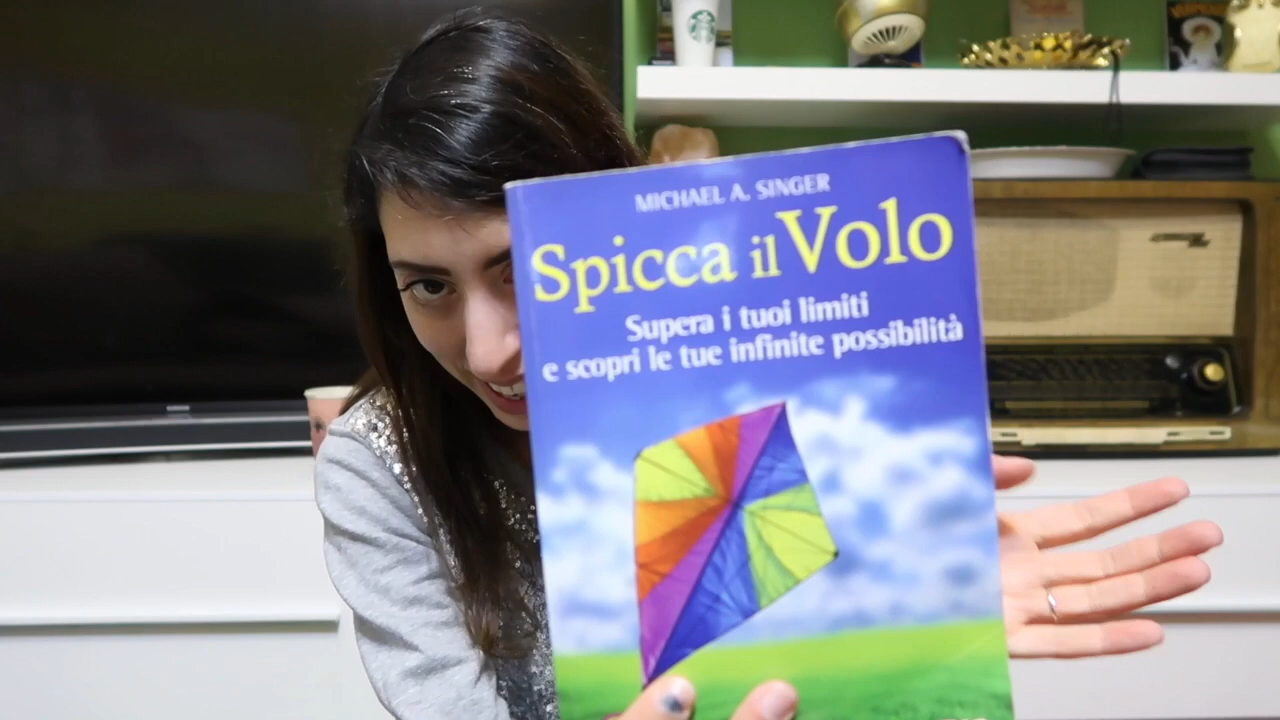 MICHAEL A. SINGER
Spicca il Volo
Supera i tuoi limiti
e scopri le tue infinite possibilità